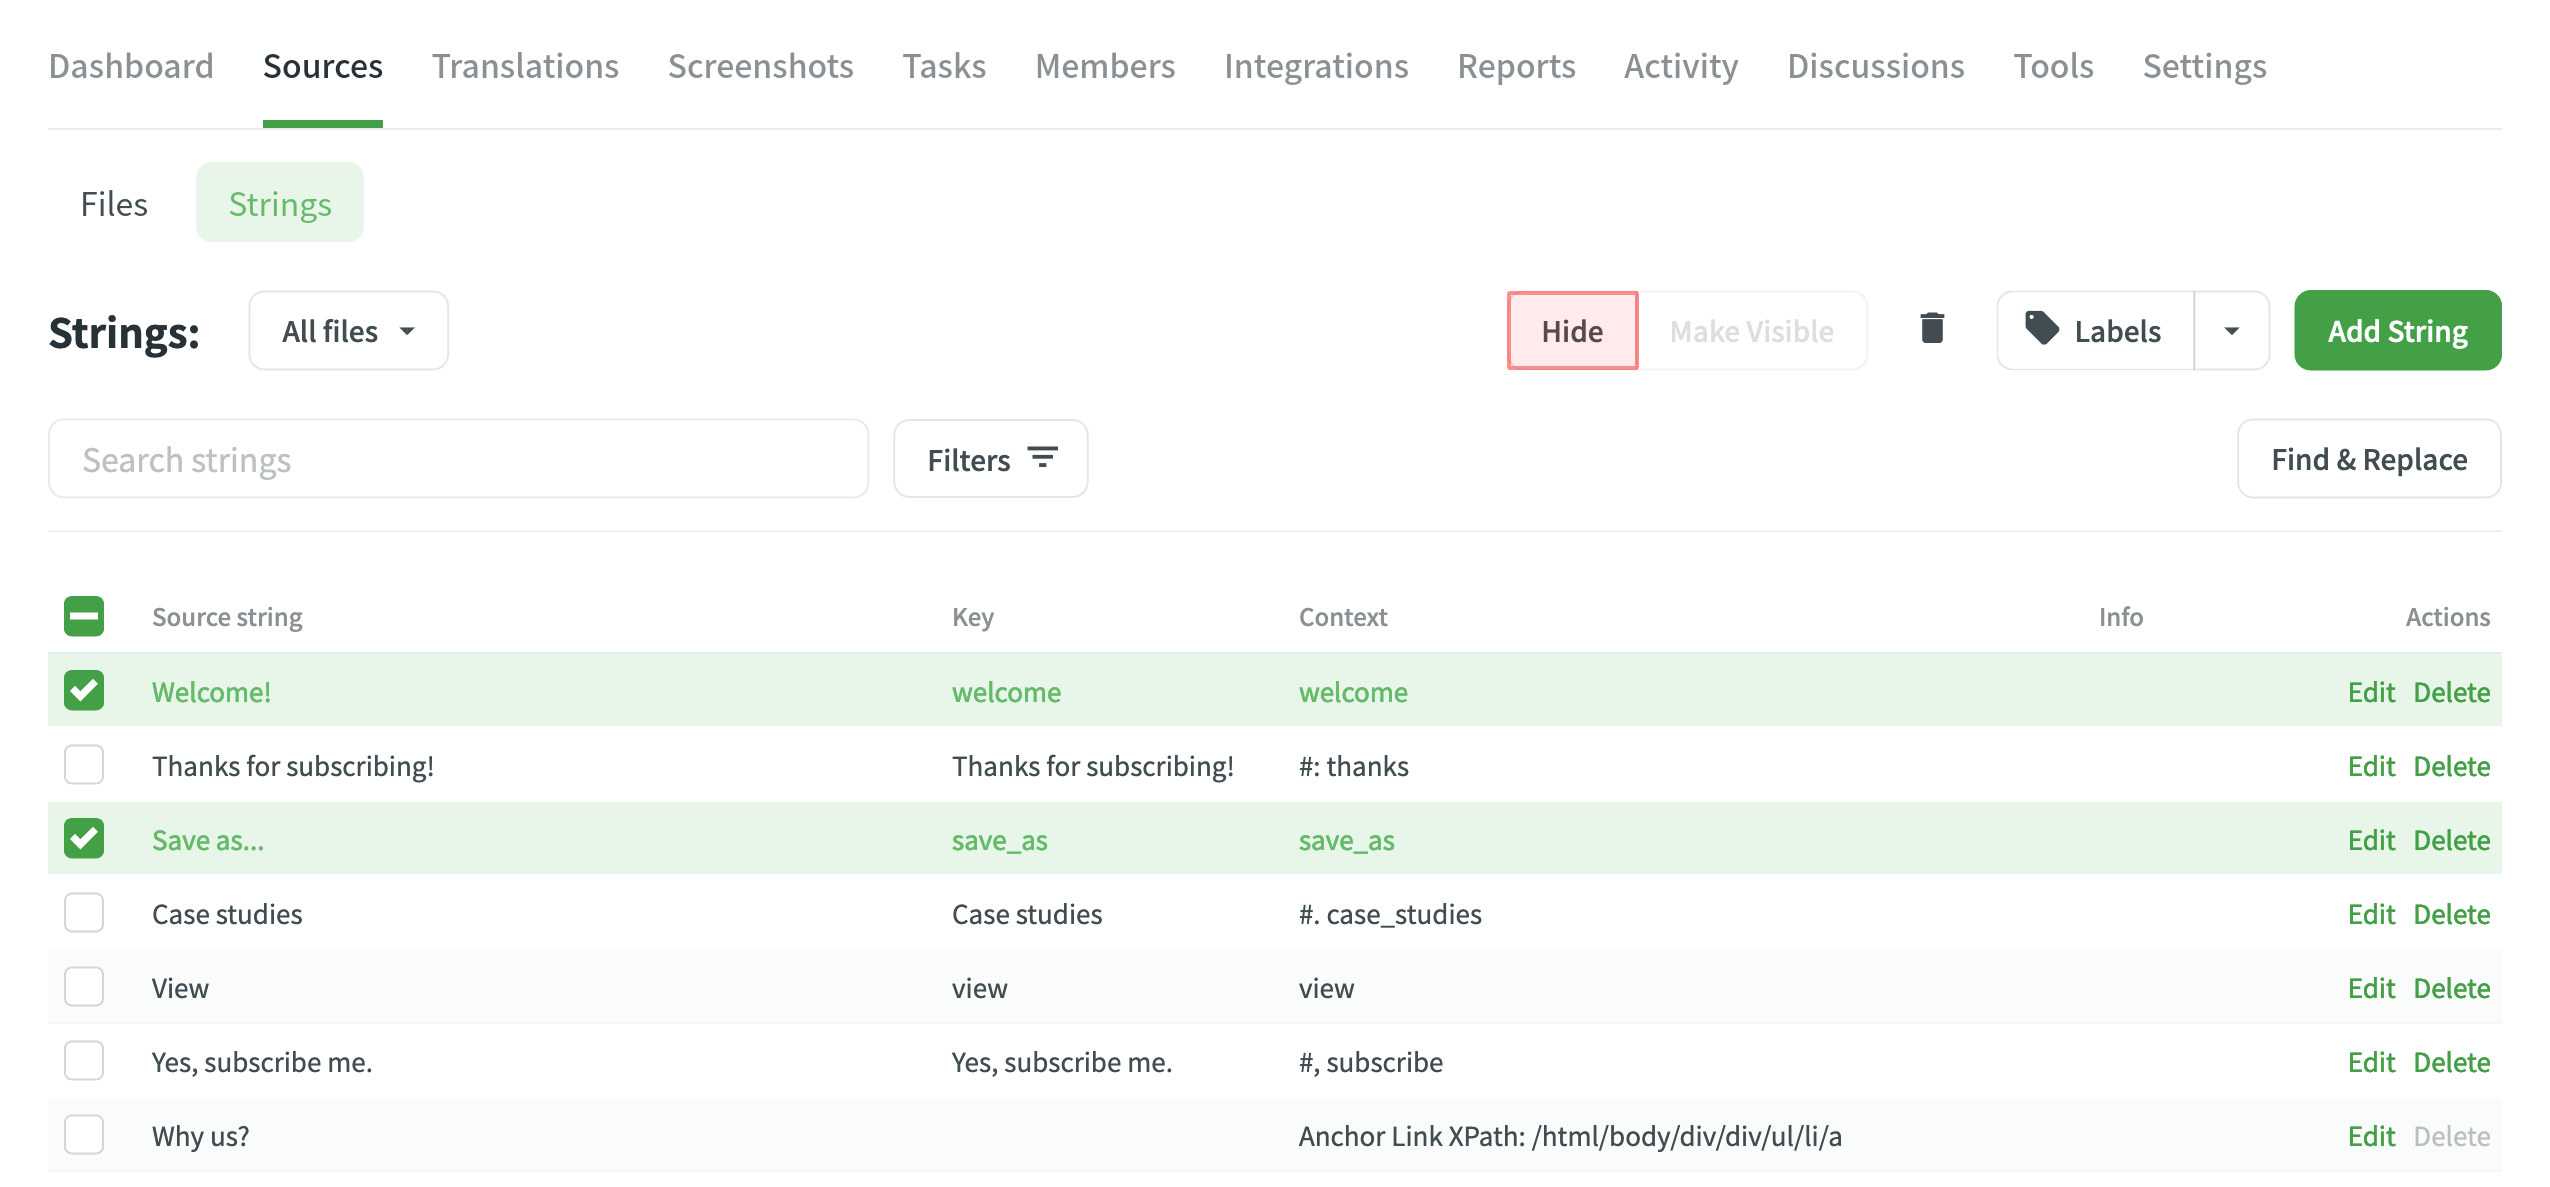 Dashboard Sources Translations Screenshots Tasks Members Integrations Reports Activity Discussions Tools Settings
Files Strings
Strings: All files Hide Make Visible Labels Add String
Search strings Filters Find & Replace
Source string Key Context Info Actions
Welcome! welcome welcome Edit Delete
Thanks for subscribing! Thanks for subscribing! #: thanks Edit Delete
Save as... save_as save_as Edit Delete
Case studies Case studies #. case_studies Edit Delete
View view view Edit Delete
Yes, subscribe me. Yes, subscribe me. #, subscribe Edit Delete
Why us? Anchor Link XPath: /html/body/div/div/ul/li/a Edit Delete